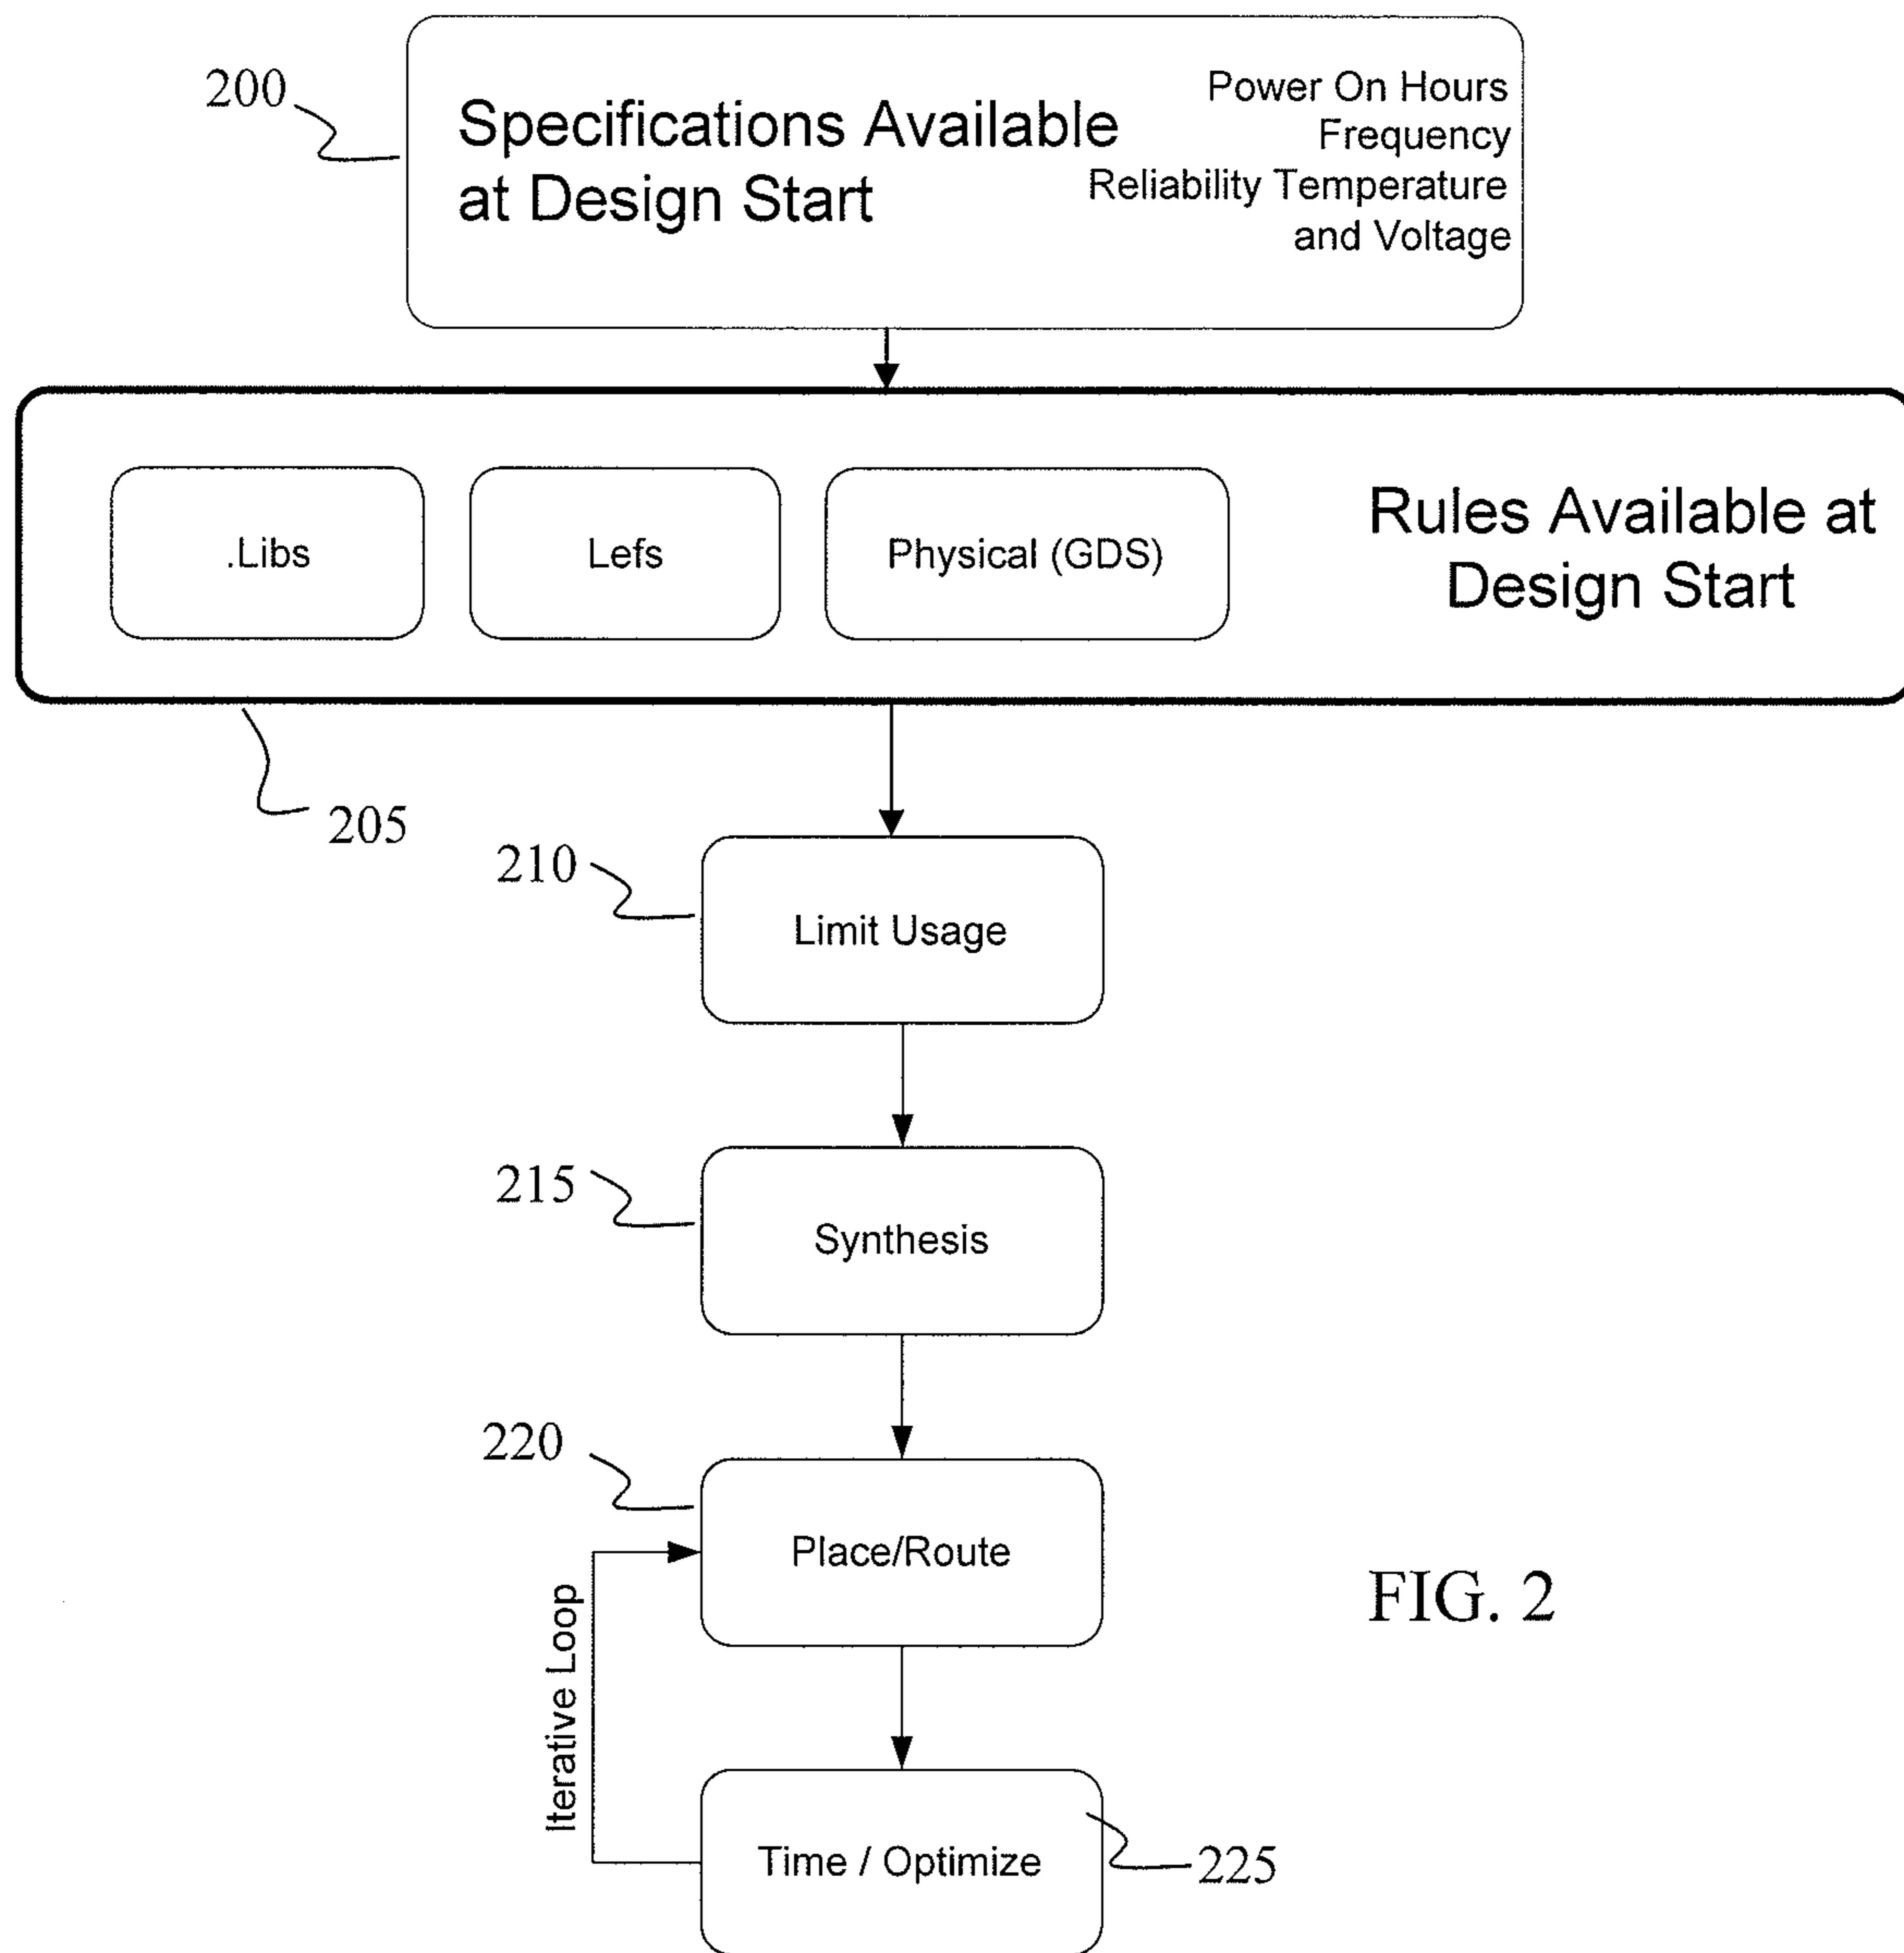 200
Specifications Available
at Design Start
Power On Hours
Frequency
Reliability Temperature
and Voltage
.Libs
Lefs
Physical (GDS)
Rules Available at
Design Start
205
210
Limit Usage
215
Synthesis
220
Place/Route
Iterative Loop
FIG. 2
Time / Optimize
225